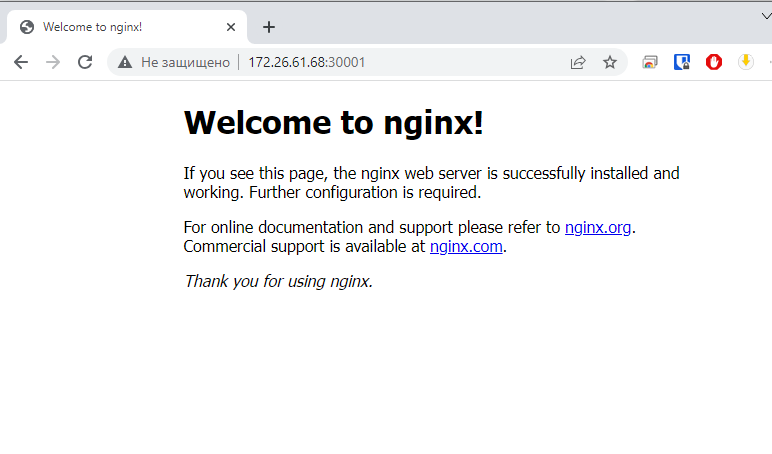 Welcome to nginx!
Не защищено 172.26.61.68:30001
Welcome to nginx!
If you see this page, the nginx web server is successfully installed and
working. Further configuration is required.
For online documentation and support please refer to nginx.org.
Commercial support is available at nginx.com.
Thank you for using nginx.